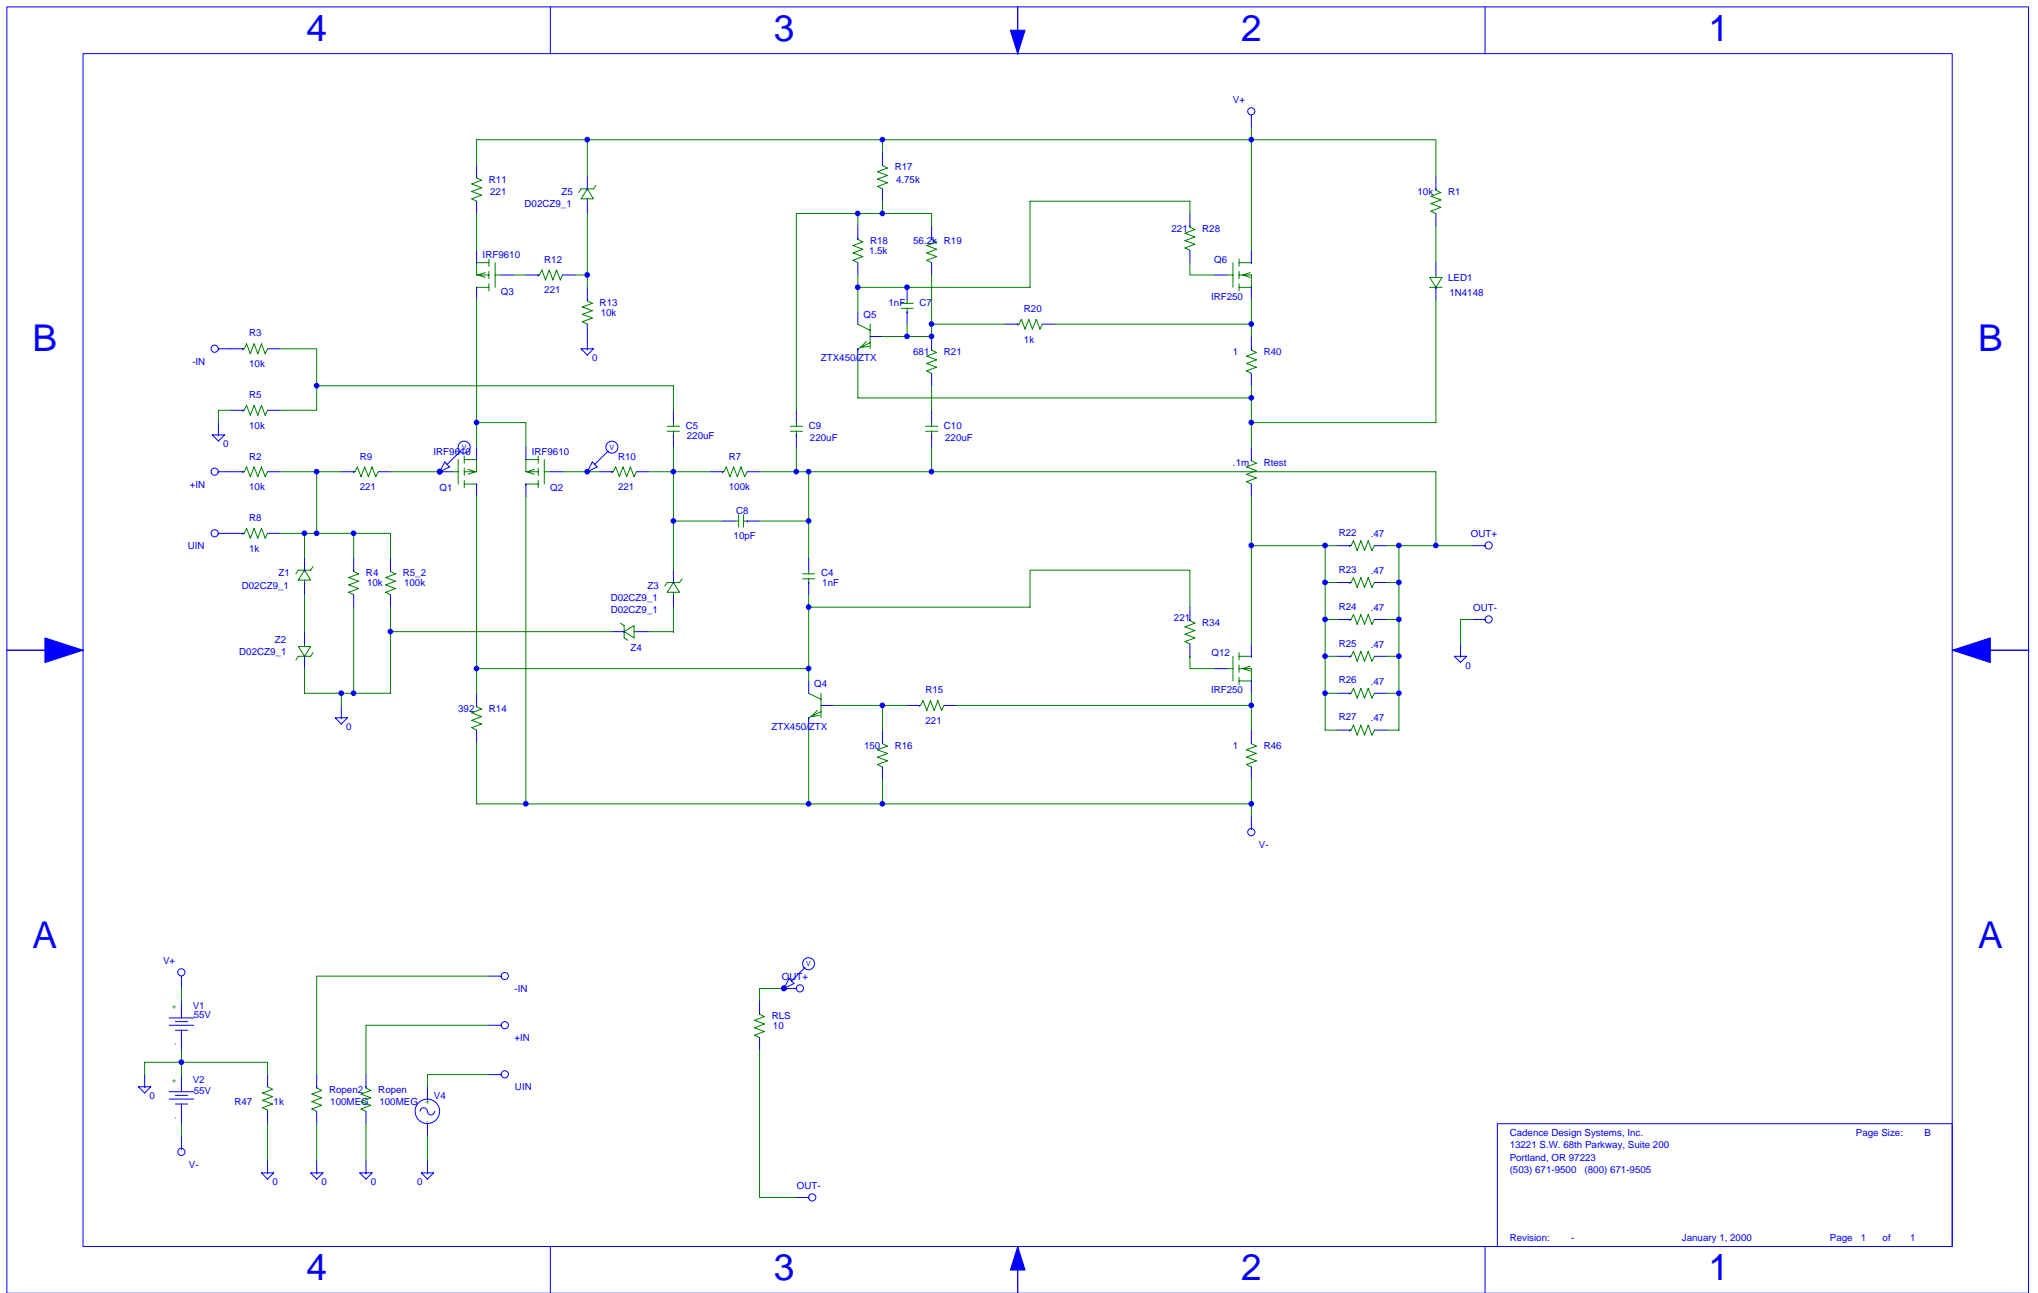 4
3
2
1
B
B
A
A
4
3
2
1
V+
R11
221
Z5
D02CZ9_1
R17
4.75k
R18
1.5k
56.2k
R19
221
R28
10k
R1
IRF9610
Q3
R12
221
R13
10k
0
Q6
IRF250
LED1
1N4148
1nF
C7
Q5
ZTX450/ZTX
R20
1k
681
R21
1
R40
R3
-IN
10k
R5
10k
0
R2
+IN
10k
R9
221
IRF9610
Q1
V
IRF9610
Q2
V
R10
221
C5
220uF
R7
100k
C9
220uF
C10
220uF
.1m
Rtest
R8
UIN
1k
C8
10pF
Z1
D02CZ9_1
R4
10k
R5_2
100k
Z3
D02CZ9_1
D02CZ9_1
Z4
C4
1nF
Z2
D02CZ9_1
0
R22
.47
R23
.47
R24
.47
R25
.47
R26
.47
R27
.47
OUT+
OUT-
0
221
R34
Q12
IRF250
392
R14
Q4
ZTX450/ZTX
R15
221
150
R16
1
R46
V-
V+
+
V1
55V
-
+
V2
55V
-
0
V-
R47
1k
0
Ropen2
100MEG
0
Ropen
100MEG
0
V4
0
-IN
+IN
UIN
V
OUT+
RLS
10
OUT-
Cadence Design Systems, Inc.
13221 S.W. 68th Parkway, Suite 200
Portland, OR 97223
(503) 671-9500 (800) 671-9505
Page Size: B
Revision: -
January 1, 2000
Page 1 of 1